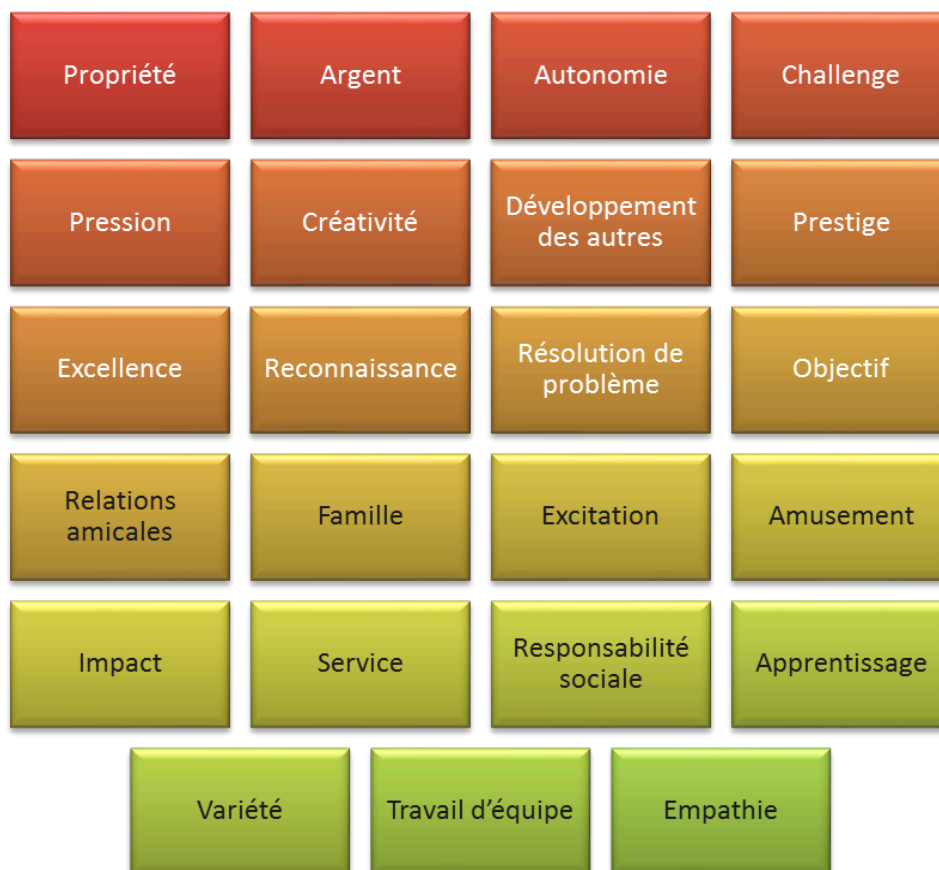 Propriété
Argent
Autonomie
Challenge
Pression
Créativité
Développement
des autres
Prestige
Excellence
Reconnaissance
Résolution de
problème
Objectif
Relations
amicales
Famille
Excitation
Amusement
Impact
Service
Responsabilité
sociale
Apprentissage
Variété
Travail d’équipe
Empathie